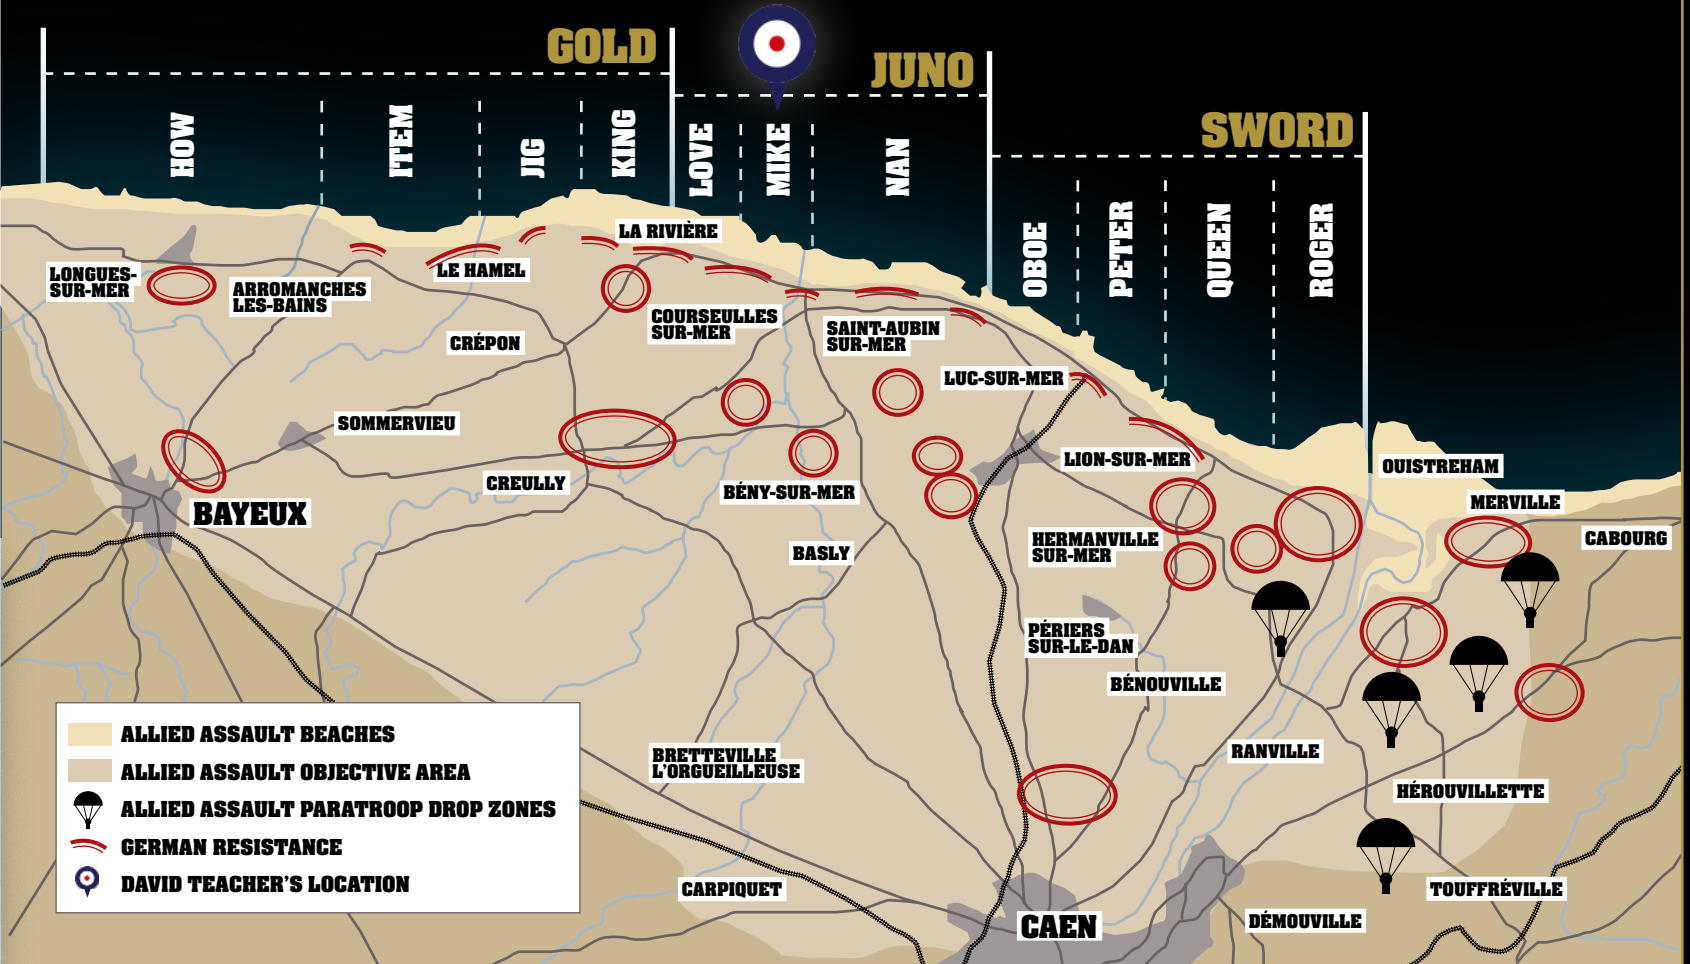 GOLD
JUNO
SWORD
HOW
ITEM
JIG
KING
LOVE
MIKE
NAN
OBOE
PETER
QUEEN
ROGER
LA RIVIÈRE
LONGUES-
SUR-MER
ARROMANCHES
LES-BAINS
LE HAMEL
COURSEULLES
SUR-MER
SAINT-AUBIN
SUR-MER
CRÉPON
LUC-SUR-MER
SOMMERVIEU
LION-SUR-MER
OUISTREHAM
CREULLY
BÉNY-SUR-MER
MERVILLE
BAYEUX
HERMANVILLE
SUR-MER
CABOURG
BASLY
PÉRIERS
SUR-LE-DAN
BÉNOUVILLE
RANVILLE
BRETTEVILLE
L'ORGUEILLEUSE
HÉROUVILLETTE
CARPIQUET
TOUFFRÉVILLE
CAEN
DÉMOUVILLE
ALLIED ASSAULT BEACHES
ALLIED ASSAULT OBJECTIVE AREA
ALLIED ASSAULT PARATROOP DROP ZONES
GERMAN RESISTANCE
DAVID TEACHER'S LOCATION